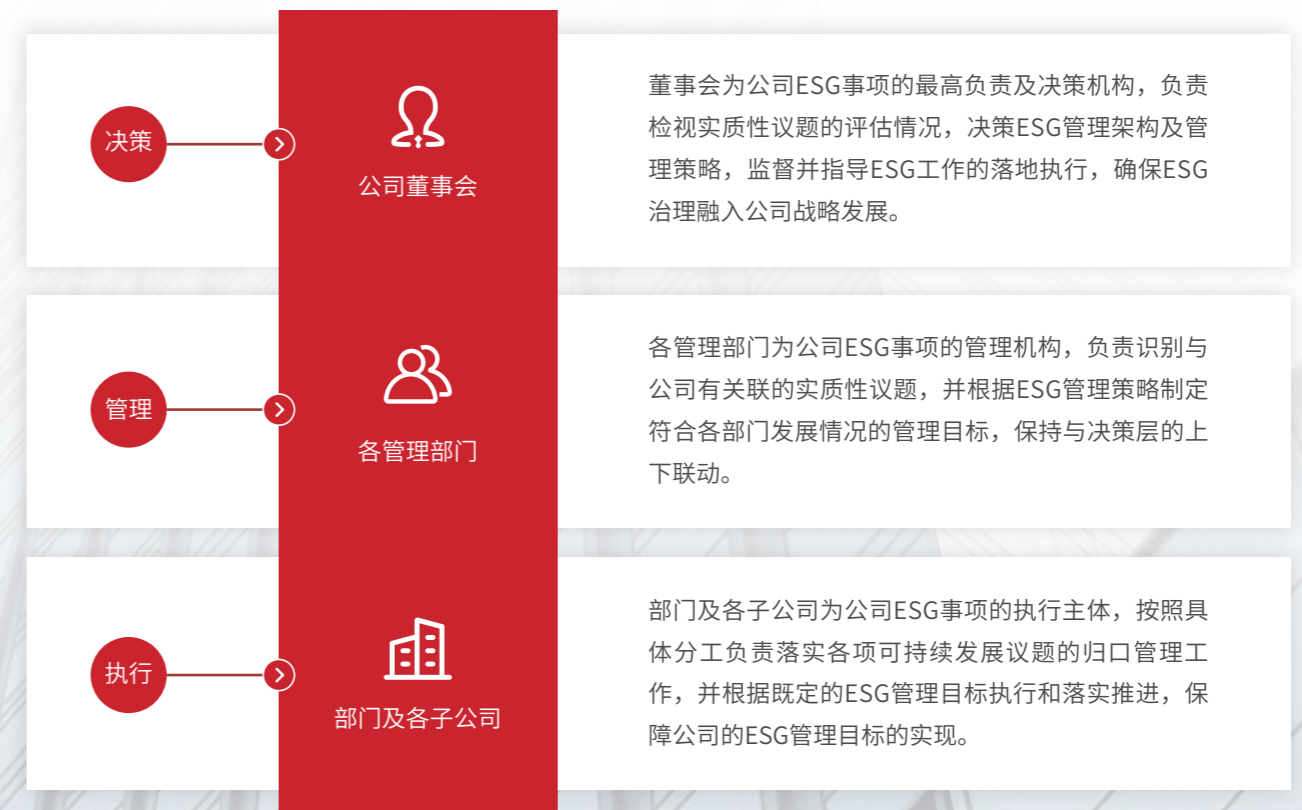 决策
公司董事会
董事会为公司ESG事项的最高负责及决策机构，负责
检视实质性议题的评估情况，决策ESG管理架构及管
理策略，监督并指导ESG工作的落地执行，确保ESG
治理融入公司战略发展。
管理
各管理部门
各管理部门为公司ESG事项的管理机构，负责识别与
公司有关联的实质性议题，并根据ESG管理策略制定
符合各部门发展情况的管理目标，保持与决策层的上
下联动。
执行
部门及各子公司
部门及各子公司为公司ESG事项的执行主体，按照具
体分工负责落实各项可持续发展议题的归口管理工
作，并根据既定的ESG管理目标执行和落实推进，保
障公司的ESG管理目标的实现。